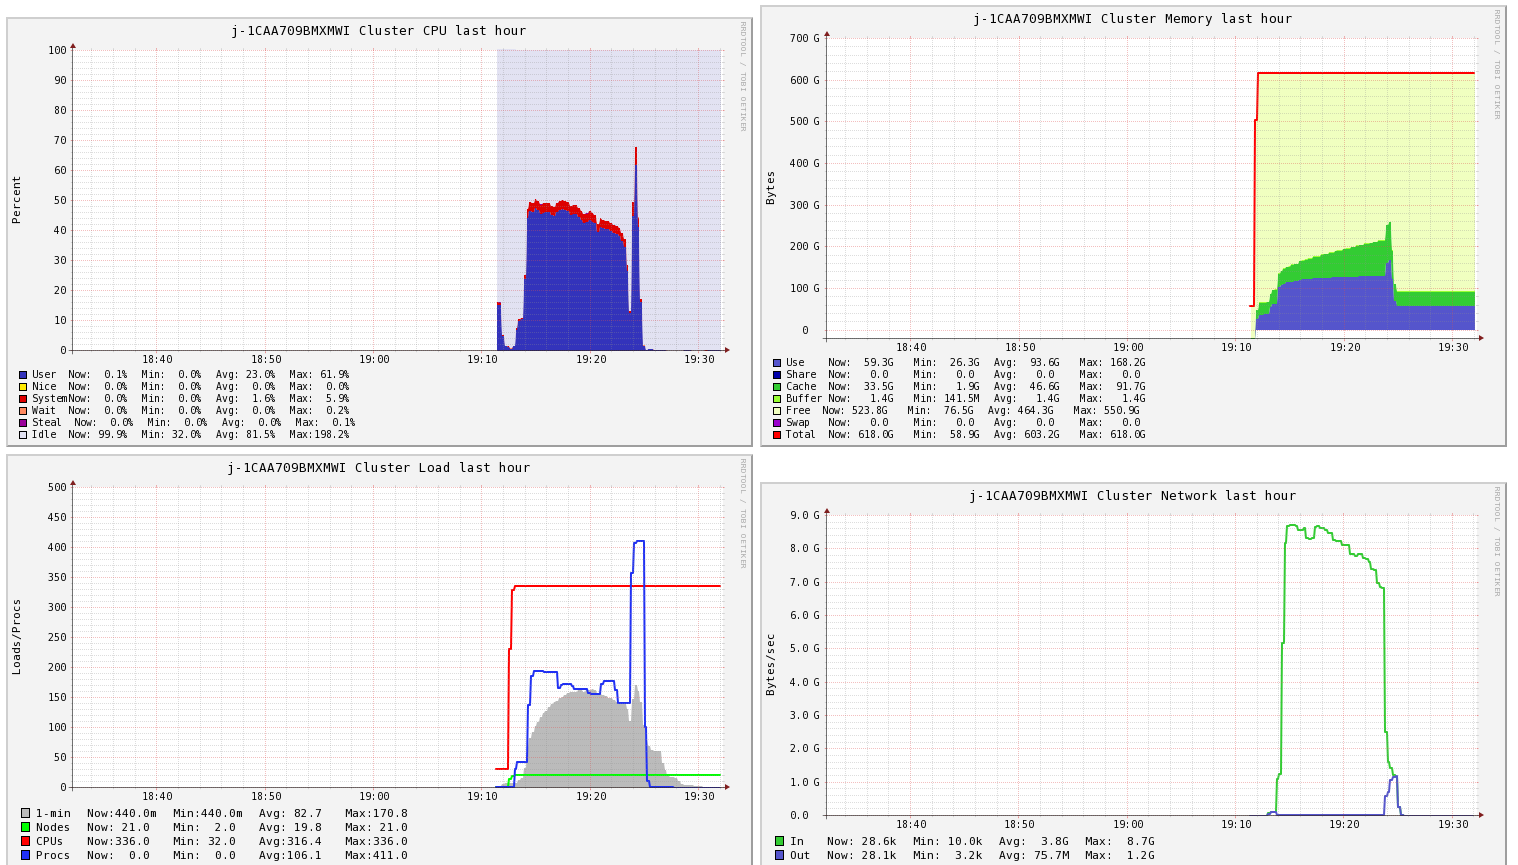 j-1CAA709BMXMWI Cluster CPU last hour
RRDTOOL / TOBI OETIKER
Percent
100
90
80
70
60
50
40
30
20
10
0
18:40 18:50 19:00 19:10 19:20 19:30
User Now: 0.1% Min: 0.0% Avg: 23.0% Max: 61.9%
Nice Now: 0.0% Min: 0.0% Avg: 0.0% Max: 0.0%
System Now: 0.0% Min: 0.0% Avg: 1.6% Max: 5.9%
Wait Now: 0.0% Min: 0.0% Avg: 0.0% Max: 0.2%
Steal Now: 0.0% Min: 0.0% Avg: 0.0% Max: 0.1%
Idle Now: 99.9% Min: 32.0% Avg: 81.5% Max:198.2%
j-1CAA709BMXMWI Cluster Memory last hour
RRDTOOL / TOBI OETIKER
Bytes
700 G
600 G
500 G
400 G
300 G
200 G
100 G
0
18:40 18:50 19:00 19:10 19:20 19:30
Use Now: 59.3G Min: 26.3G Avg: 93.6G Max: 168.2G
Share Now: 0.0 Min: 0.0 Avg: 0.0 Max: 0.0
Cache Now: 33.5G Min: 1.9G Avg: 46.6G Max: 91.7G
Buffer Now: 1.4G Min: 141.5M Avg: 1.4G Max: 1.4G
Free Now: 523.8G Min: 76.5G Avg: 464.3G Max: 550.9G
Swap Now: 0.0 Min: 0.0 Avg: 0.0 Max: 0.0
Total Now: 618.0G Min: 58.9G Avg: 603.2G Max: 618.0G
j-1CAA709BMXMWI Cluster Load last hour
RRDTOOL / TOBI OETIKER
Loads/Procs
500
450
400
350
300
250
200
150
100
50
0
18:40 18:50 19:00 19:10 19:20 19:30
1-min Now:440.0m Min:440.0m Avg: 82.7 Max:170.8
Nodes Now: 21.0 Min: 2.0 Avg: 19.8 Max: 21.0
CPUs Now:336.0 Min: 32.0 Avg:316.4 Max:336.0
Procs Now: 0.0 Min: 0.0 Avg:106.1 Max:411.0
j-1CAA709BMXMWI Cluster Network last hour
RRDTOOL / TOBI OETIKER
Bytes/sec
9.0 G
8.0 G
7.0 G
6.0 G
5.0 G
4.0 G
3.0 G
2.0 G
1.0 G
0.0
18:40 18:50 19:00 19:10 19:20 19:30
In Now: 28.6k Min: 10.0k Avg: 3.8G Max: 8.7G
Out Now: 28.1k Min: 3.2k Avg: 75.7M Max: 1.2G